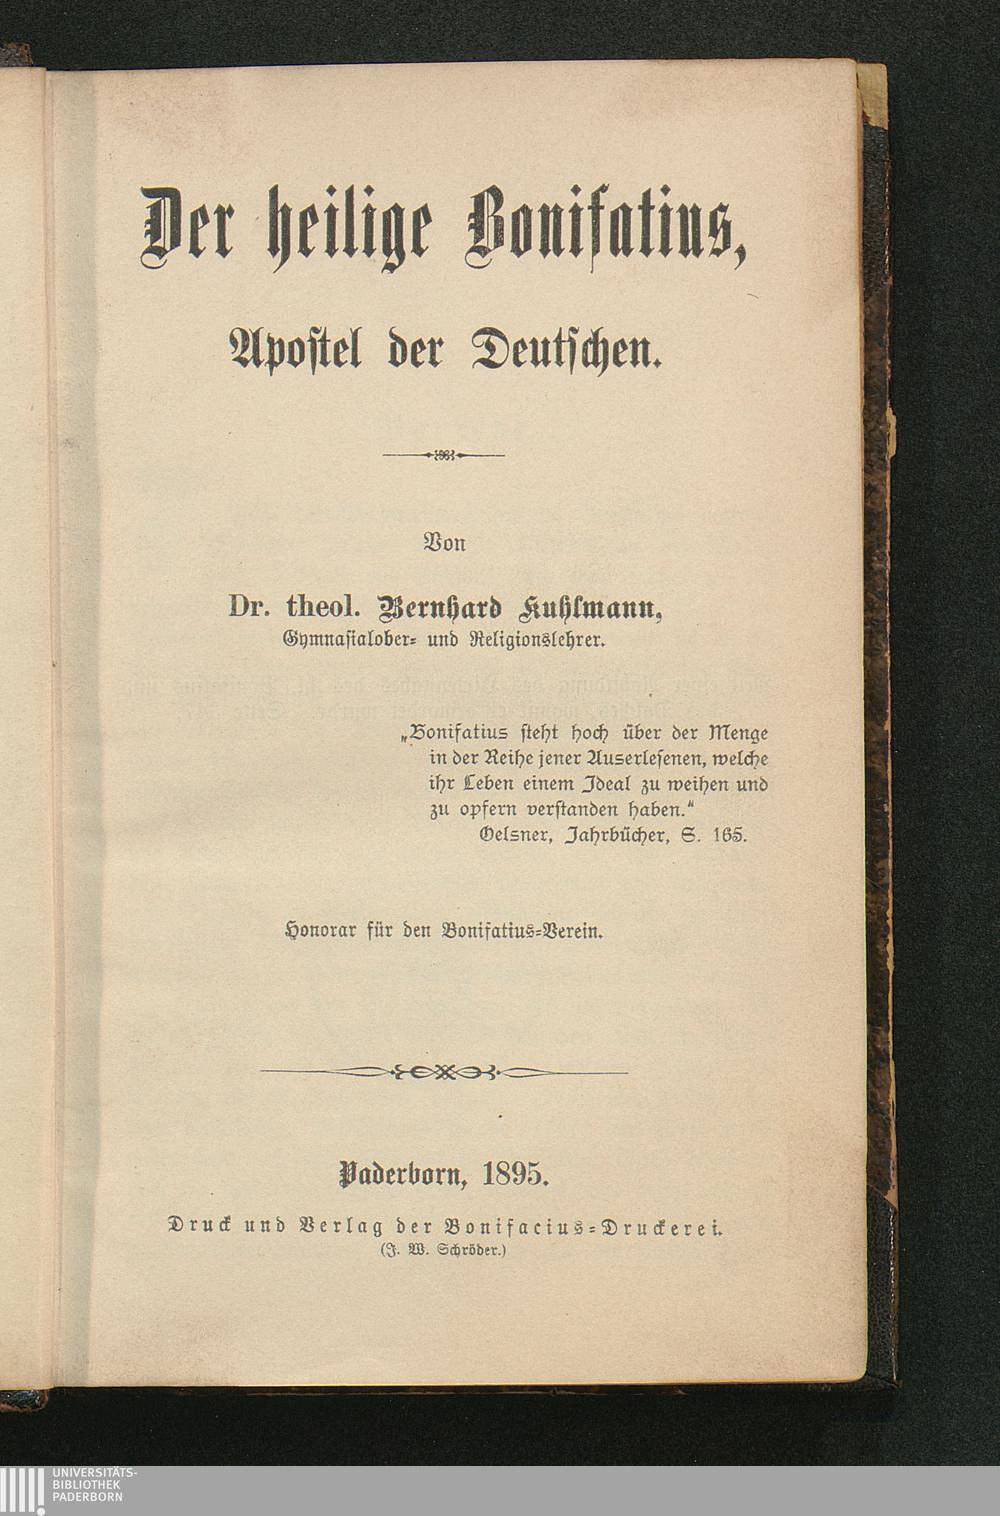 Der heilige Bonifatius,
Apostel der Deutschen.
Von
Dr. theol. Bernhard Kuhlmann,
Gymnasialober- und Religionslehrer.
„Bonifatius steht hoch über der Menge
in der Reihe jener Auserlesenen, welche
ihr Leben einem Ideal zu weihen und
zu opfern verstanden haben.“
Oelsner, Jahrbücher, S. 165.
Honorar für den Bonifatius-Verein.
Paderborn, 1895.
Druck und Verlag der Bonifacius-Druckerei.
(J. W. Schröder.)
UNIVERSITÄTS-
BIBLIOTHEK
PADERBORN